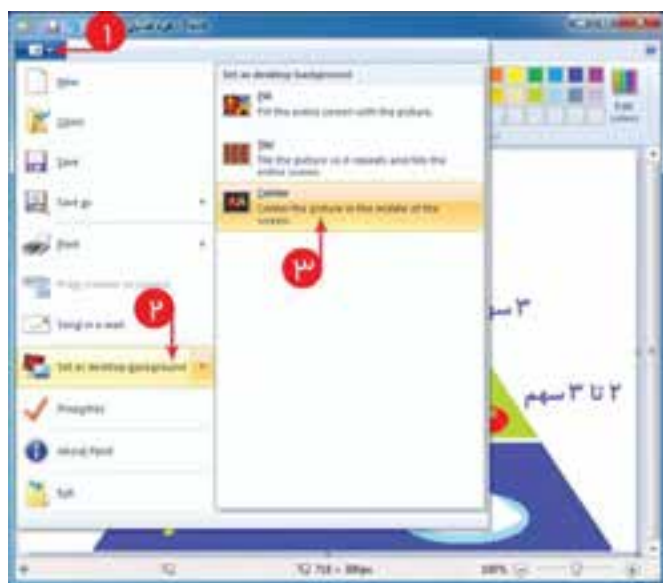 ۱
New
Open
Save
Save as
Print
Send in e-mail
۲
Set as desktop background
Properties
About Paint
Exit
Set as desktop background
Fill
Fill the entire screen with the picture.
Tile
Tile the picture so it repeats and fills the
entire screen.
Center
Center the picture in the middle of the
screen.
۳
Edit
colors
۳
۲ تا ۳ سهم
100%